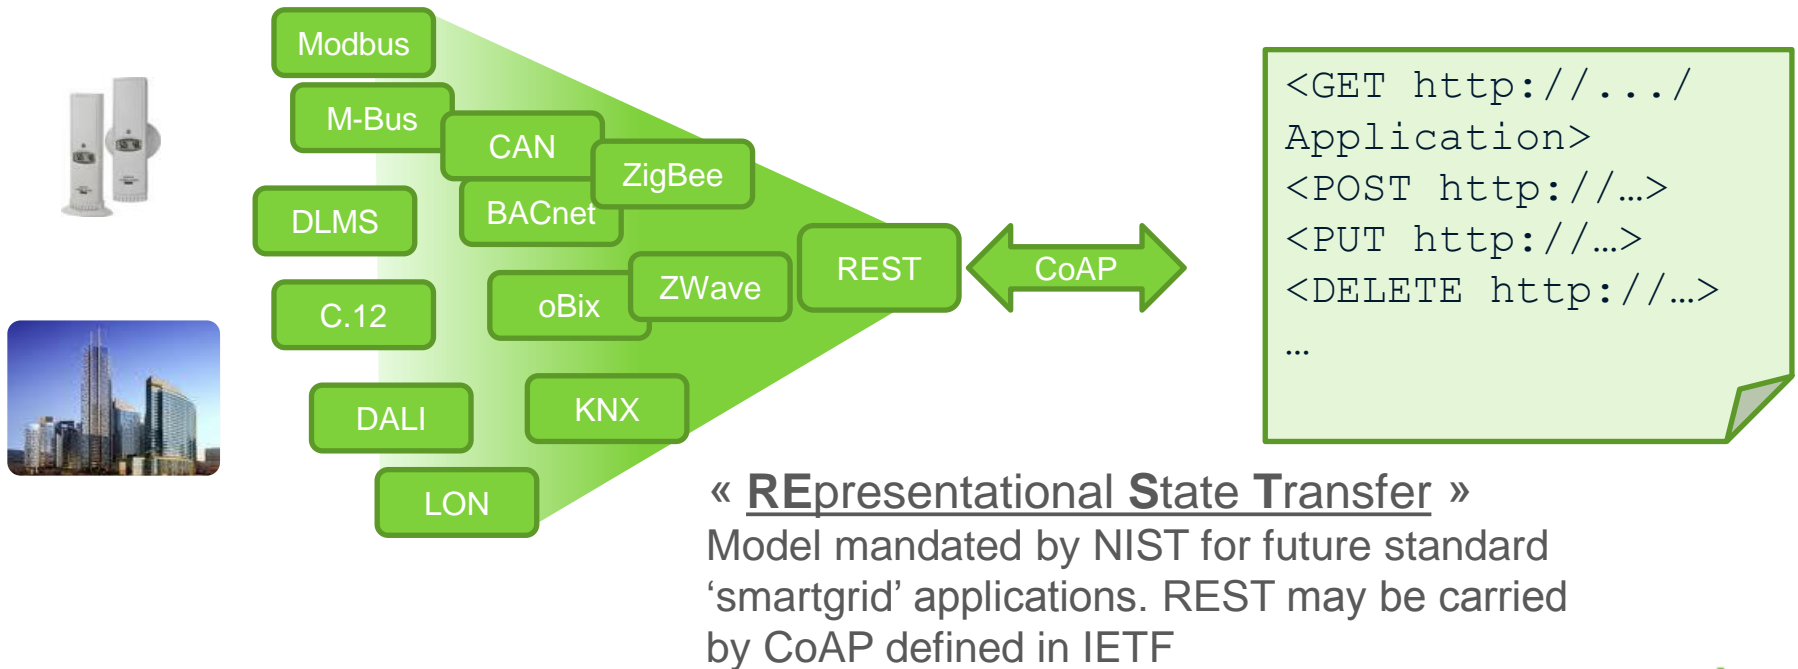 Modbus
M-Bus
CAN
ZigBee
DLMS
BACnet
REST
CoAP
C.12
oBix
ZWave
DALI
KNX
LON
<GET http://.../
Application>
<POST http://…>
<PUT http://…>
<DELETE http://…>
…
« REpresentational State Transfer »
Model mandated by NIST for future standard
‘smartgrid’ applications. REST may be carried
by CoAP defined in IETF